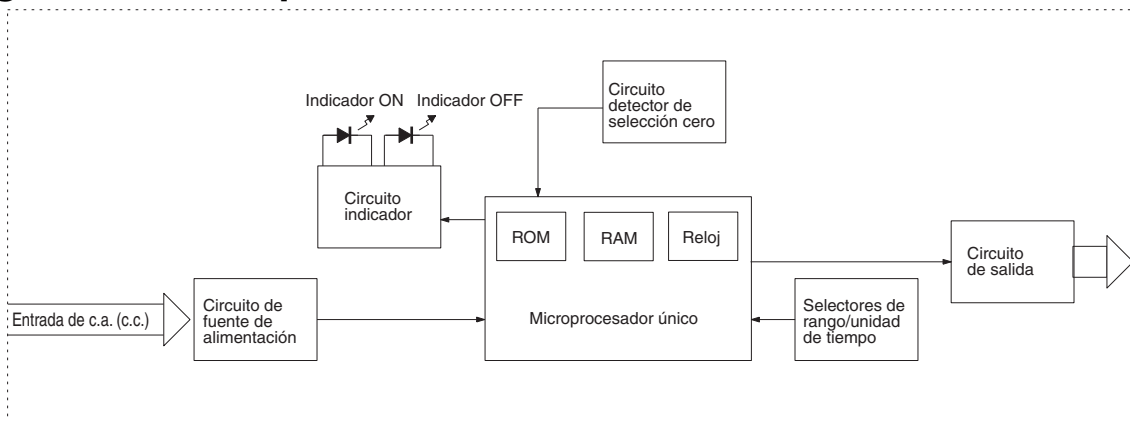 Indicador ON
Indicador OFF
Circuito
detector de
selección cero
Circuito
indicador
ROM
RAM
Reloj
Circuito
de salida
Entrada de c.a. (c.c.)
Circuito de
fuente de
alimentación
Microprocesador único
Selectores de
rango/unidad
de tiempo